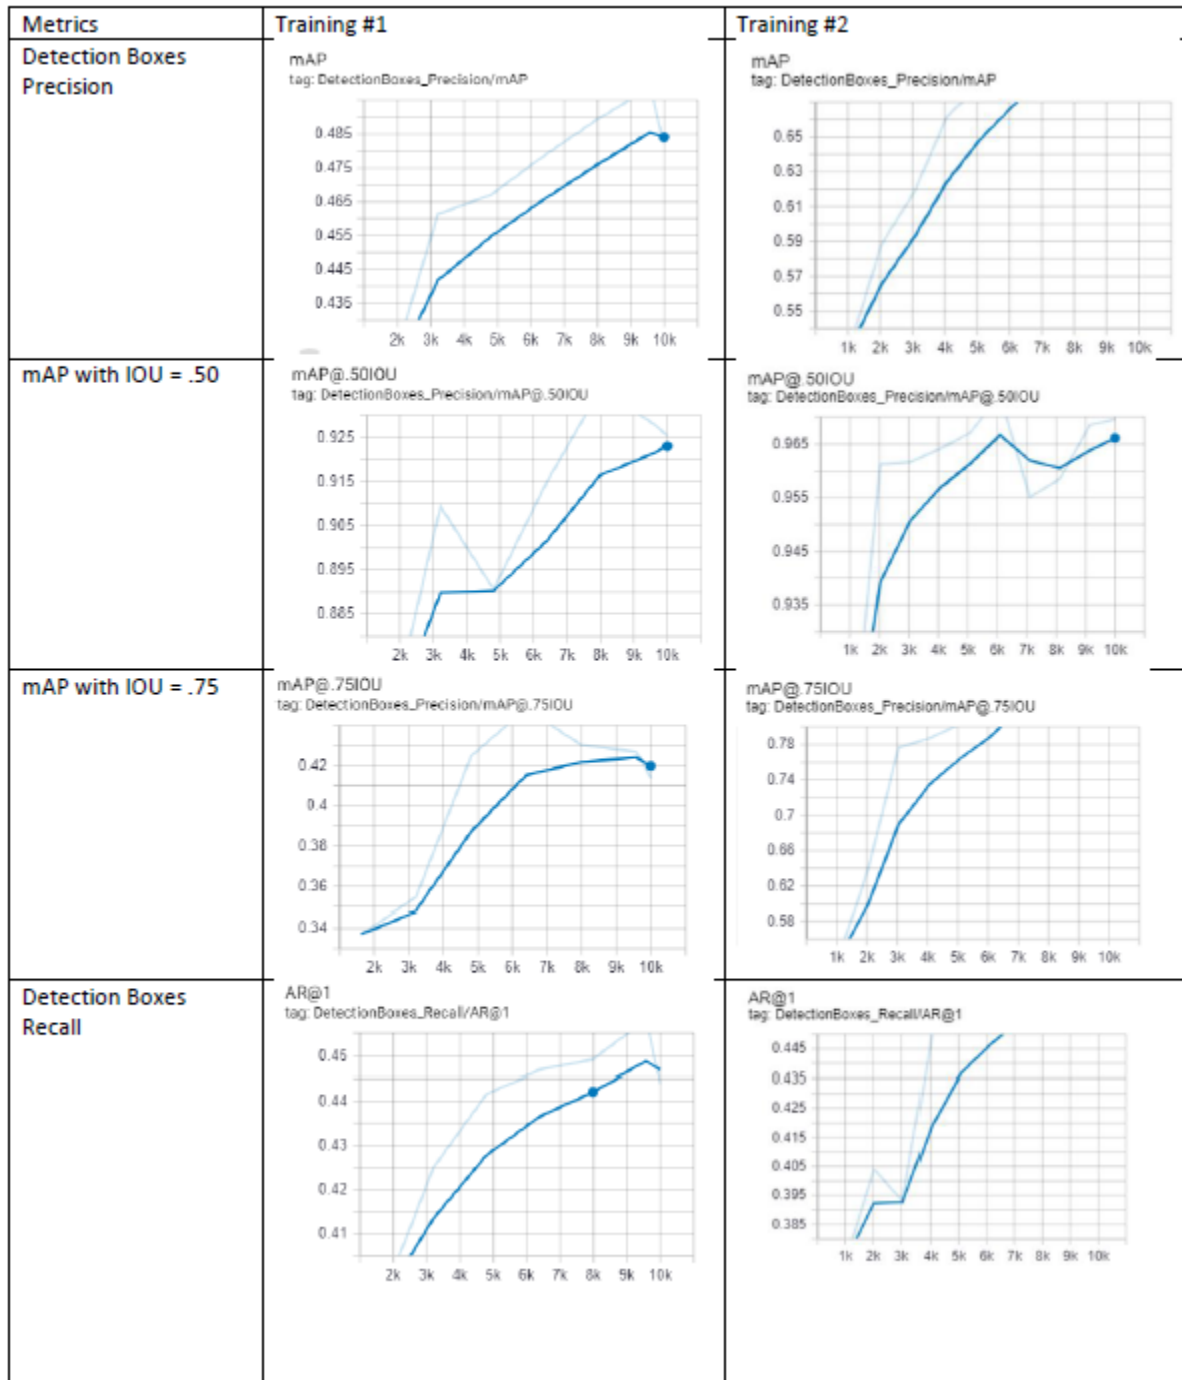 Metrics
Training #1
Training #2
Detection Boxes
Precision
mAP
tag: DetectionBoxes_Precision/mAP
0.485
0.475
0.465
0.455
0.445
0.435
2k 3k 4k 5k 6k 7k 8k 9k 10k
mAP
tag: DetectionBoxes_Precision/mAP
0.65
0.63
0.61
0.59
0.57
0.55
1k 2k 3k 4k 5k 6k 7k 8k 9k 10k
mAP with IOU = .50
mAP@.50IOU
tag: DetectionBoxes_Precision/mAP@.50IOU
0.925
0.915
0.905
0.895
0.885
2k 3k 4k 5k 6k 7k 8k 9k 10k
mAP@.50IOU
tag: DetectionBoxes_Precision/mAP@.50IOU
0.965
0.955
0.945
0.935
1k 2k 3k 4k 5k 6k 7k 8k 9k 10k
mAP with IOU = .75
mAP@.75IOU
tag: DetectionBoxes_Precision/mAP@.75IOU
0.42
0.4
0.38
0.36
0.34
2k 3k 4k 5k 6k 7k 8k 9k 10k
mAP@.75IOU
tag: DetectionBoxes_Precision/mAP@.75IOU
0.78
0.74
0.7
0.66
0.62
0.58
1k 2k 3k 4k 5k 6k 7k 8k 9k 10k
Detection Boxes
Recall
AR@1
tag: DetectionBoxes_Recall/AR@1
0.45
0.44
0.43
0.42
0.41
2k 3k 4k 5k 6k 7k 8k 9k 10k
AR@1
tag: DetectionBoxes_Recall/AR@1
0.445
0.435
0.425
0.415
0.405
0.395
0.385
1k 2k 3k 4k 5k 6k 7k 8k 9k 10k